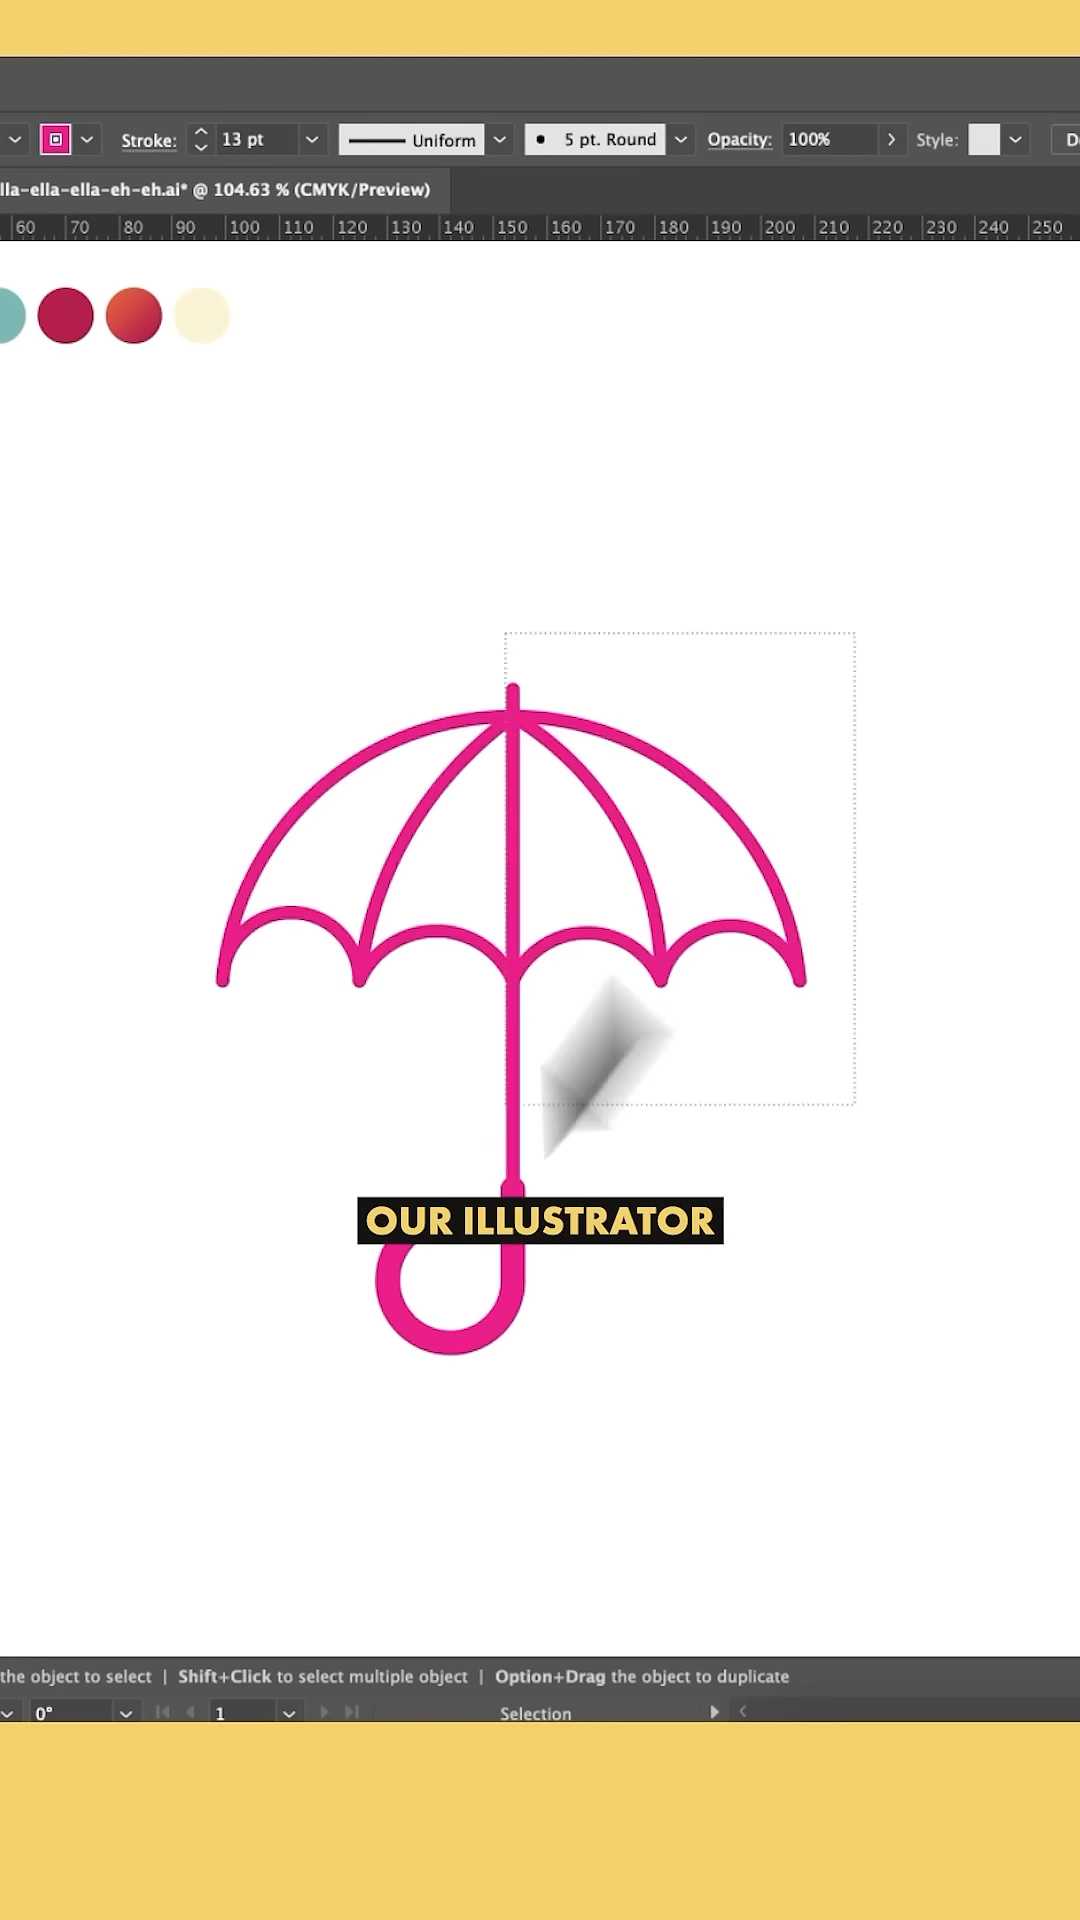 Stroke: 13 pt Uniform 5 pt. Round Opacity: 100% Style:
lla-ella-ella-eh-eh.ai* @ 104.63 % (CMYK/Preview)
60 70 80 90 100 110 120 130 140 150 160 170 180 190 200 210 220 230 240 250
OUR ILLUSTRATOR
the object to select | Shift+Click to select multiple object | Option+Drag the object to duplicate
0° 1 Selection